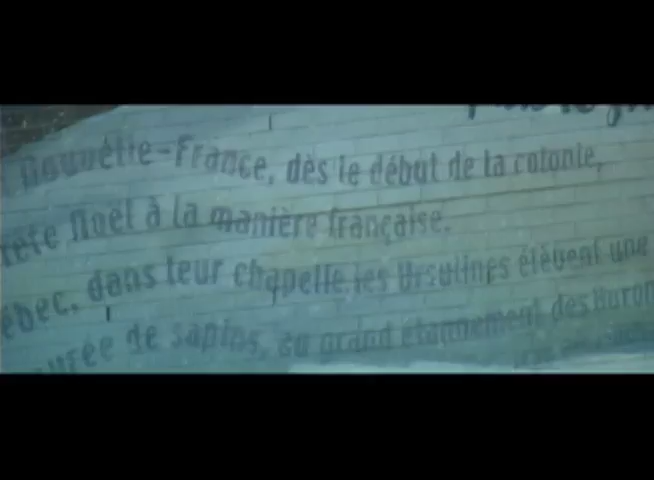 Nouvelle-France, dès le début de la colonie,
fête Noël à la manière française.
dans leur chapelle, les Ursulines élèvent une
de sapins, au grand étonnement des Huron